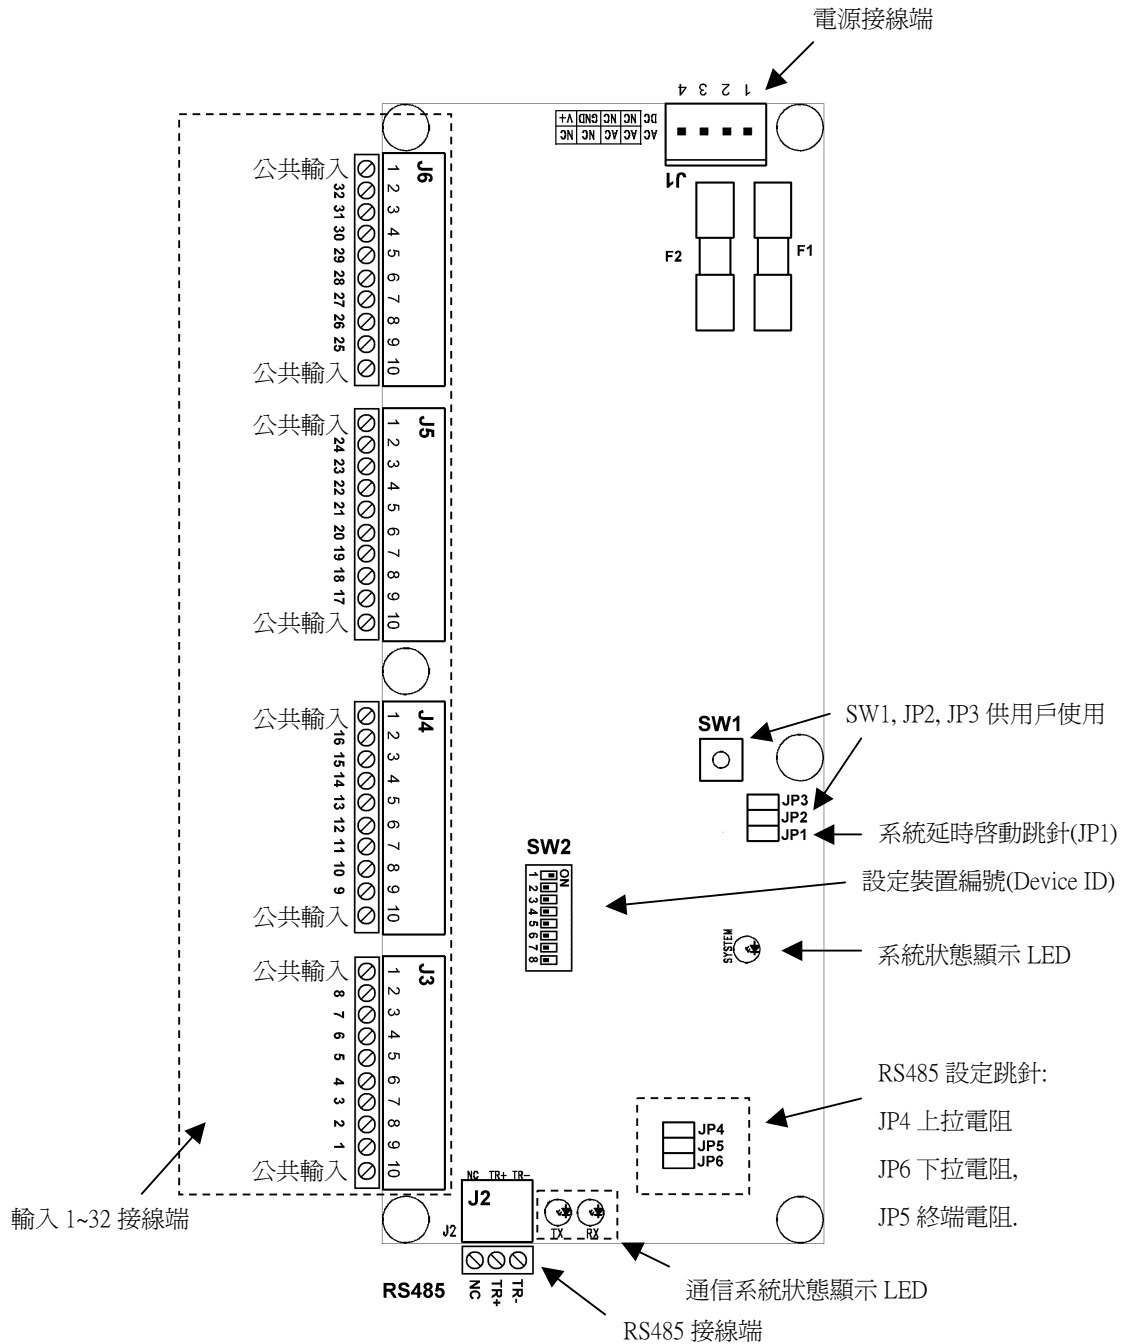 電源接線端
4 3 2 1
V+ GND NC NC DC
NC NC AC AC AC
J1
F2
F1
公共輸入 1 J6
32 2
31 3
30 4
29 5
28 6
27 7
26 8
25 9
公共輸入 10
公共輸入 1 J5
24 2
23 3
22 4
21 5
20 6
19 7
18 8
17 9
公共輸入 10
公共輸入 1 J4
16 2
15 3
14 4
13 5
12 6
11 7
10 8
9 9
公共輸入 10
SW1
SW1, JP2, JP3 供用戶使用
JP3
JP2
JP1
系統延時啓動跳針(JP1)
SW2
ON
1
2
3
4
5
6
7
8
設定裝置編號(Device ID)
SYSTEM
系統狀態顯示 LED
公共輸入 1 J3
8 2
7 3
6 4
5 5
4 6
3 7
2 8
1 9
公共輸入 10
RS485 設定跳針:
JP4 上拉電阻
JP6 下拉電阻,
JP5 終端電阻.
JP4
JP5
JP6
輸入 1~32 接線端
NC TR+ TR-
J2
J2
TX RX
RS485
NC TR+ TR-
通信系統狀態顯示 LED
RS485 接線端